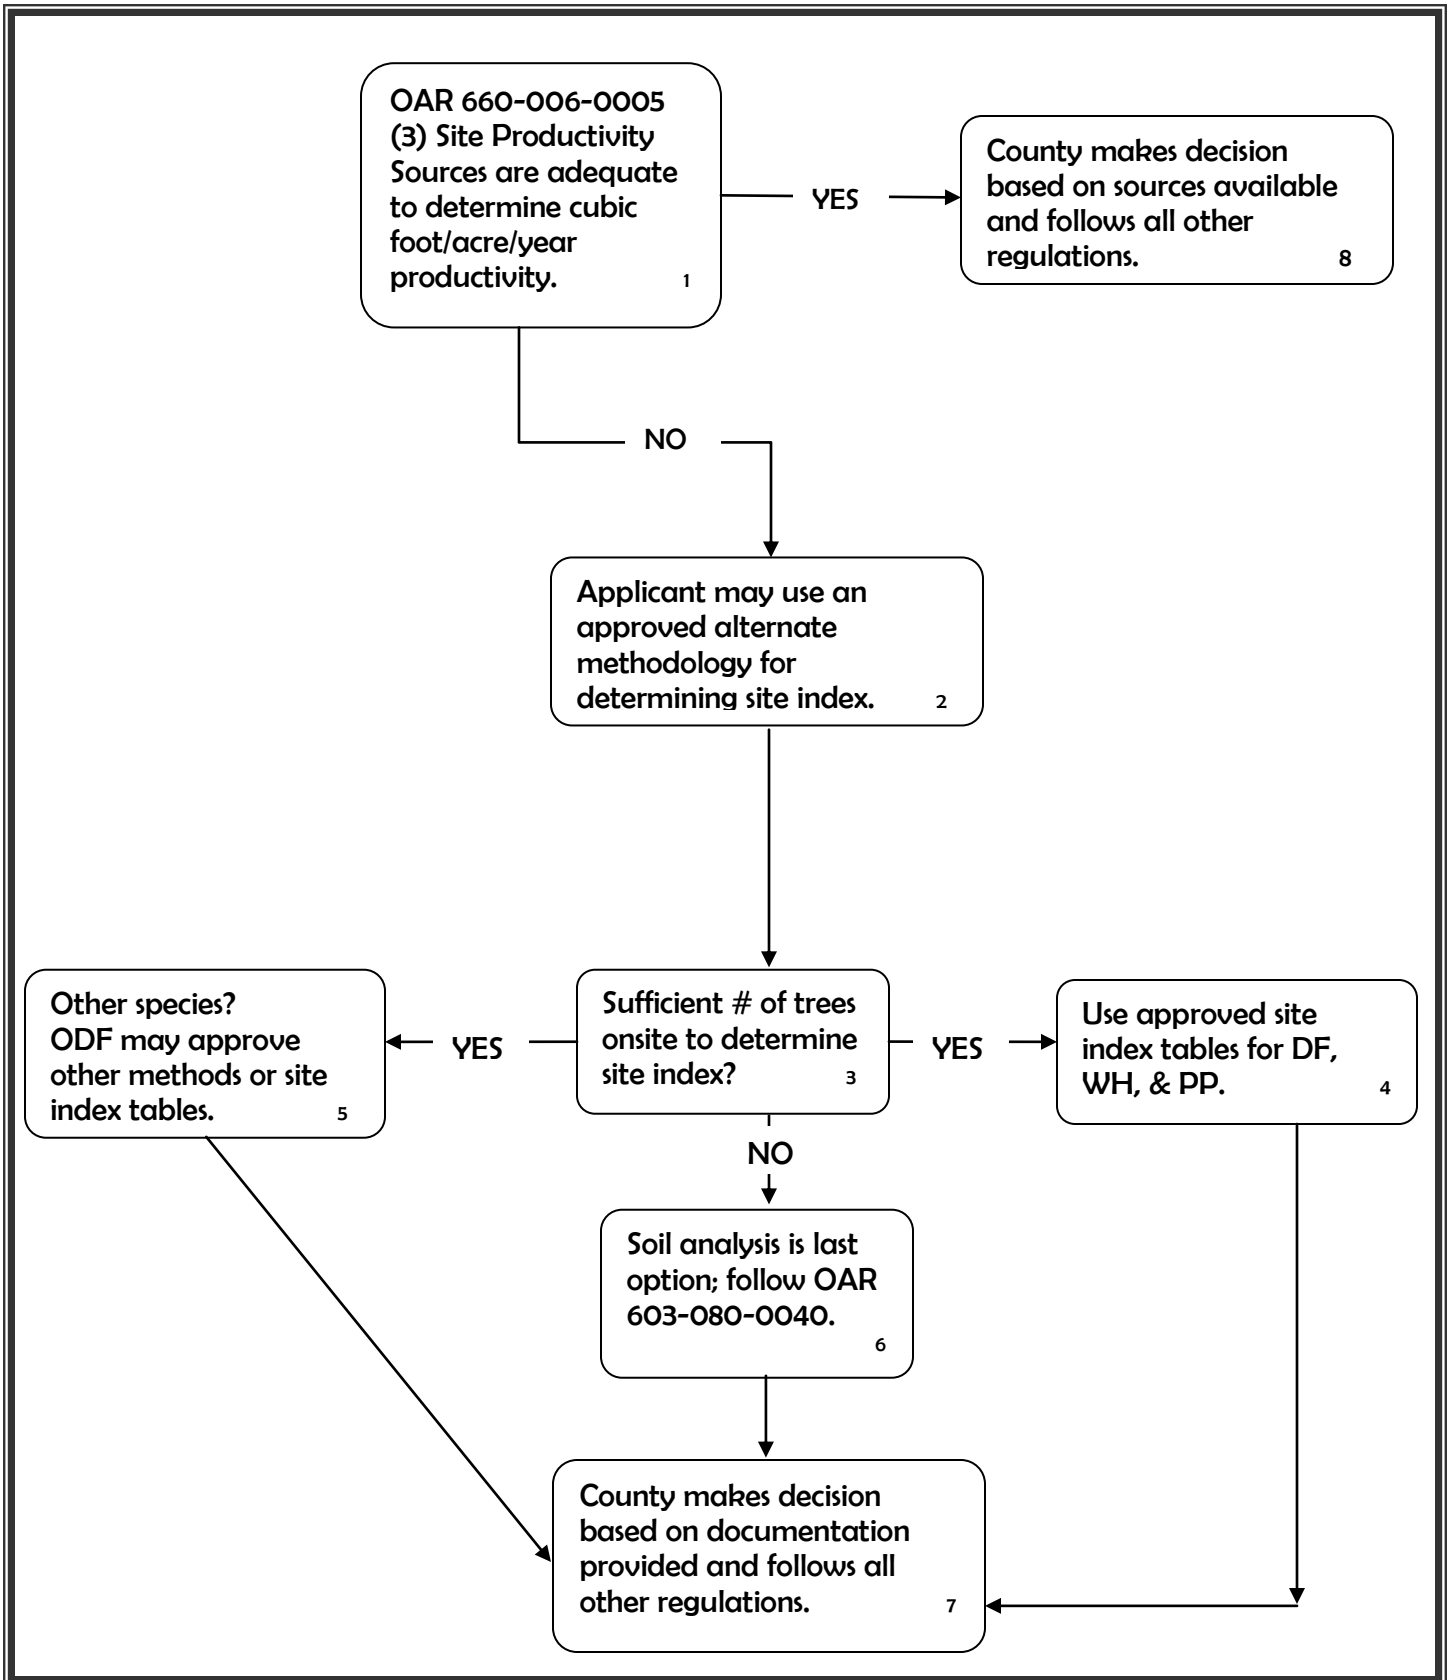 OAR 660-006-0005
(3) Site Productivity
Sources are adequate
to determine cubic
foot/acre/year
productivity. 1
YES
County makes decision
based on sources available
and follows all other
regulations. 8
NO
Applicant may use an
approved alternate
methodology for
determining site index. 2
Other species?
ODF may approve
other methods or site
index tables. 5
YES
Sufficient # of trees
onsite to determine
site index? 3
YES
Use approved site
index tables for DF,
WH, & PP. 4
NO
Soil analysis is last
option; follow OAR
603-080-0040.
6
County makes decision
based on documentation
provided and follows all
other regulations. 7